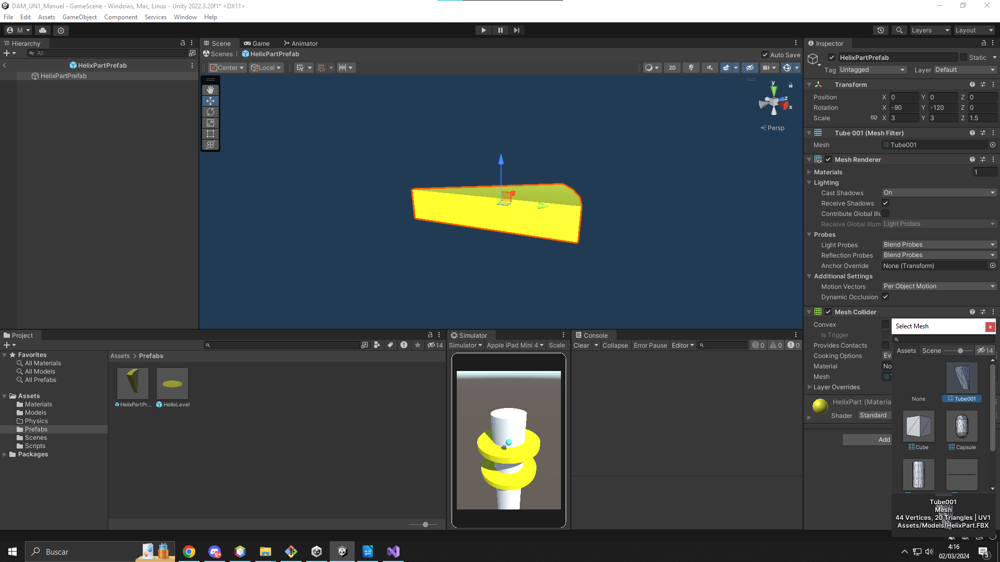 DAM_UN1_Manuel - GameScene - Windows, Mac, Linux - Unity 2022.3.20f1* <DX11>
File Edit Assets GameObject Component Services Window Help
M
Layers Layout
Hierarchy
All
HelixPartPrefab
HelixPartPrefab
Scene Game Animator
Scenes HelixPartPrefab
Auto Save
Center Local
2D
y
z
x
Persp
Inspector
HelixPartPrefab Static
Tag Untagged Layer Default
Transform
Position X 0 Y 0 Z 0
Rotation X -90 Y -120 Z 0
Scale X 3 Y 3 Z 1.5
Tube 001 (Mesh Filter)
Mesh Tube001
Mesh Renderer
Materials 1
Lighting
Cast Shadows On
Receive Shadows
Contribute Global Illu
Receive Global Illum Light Probes
Probes
Light Probes Blend Probes
Reflection Probes Blend Probes
Anchor Override None (Transform)
Additional Settings
Motion Vectors Per Object Motion
Dynamic Occlusion
Mesh Collider
Convex
Is Trigger
Provides Contacts
Cooking Options Ev
Material No
Mesh
Layer Overrides
HelixPart (Materia
Shader Standard
Add
Select Mesh
x
Assets Scene 14
None Tube001
Cube Capsule
Tube001
Mesh
44 Vertices, 20 Triangles | UV1
Assets/Models/HelixPart.FBX
Project
14
Favorites
All Materials
All Models
All Prefabs
Assets
Materials
Models
Physics
Prefabs
Scenes
Scripts
Packages
Assets > Prefabs
HelixPartPr... HellixLevel
Simulator
Simulator Apple iPad Mini 4 Scale
Console
Clear Collapse Error Pause Editor 0 0 0
Buscar
9+
4:16
02/03/2024
5